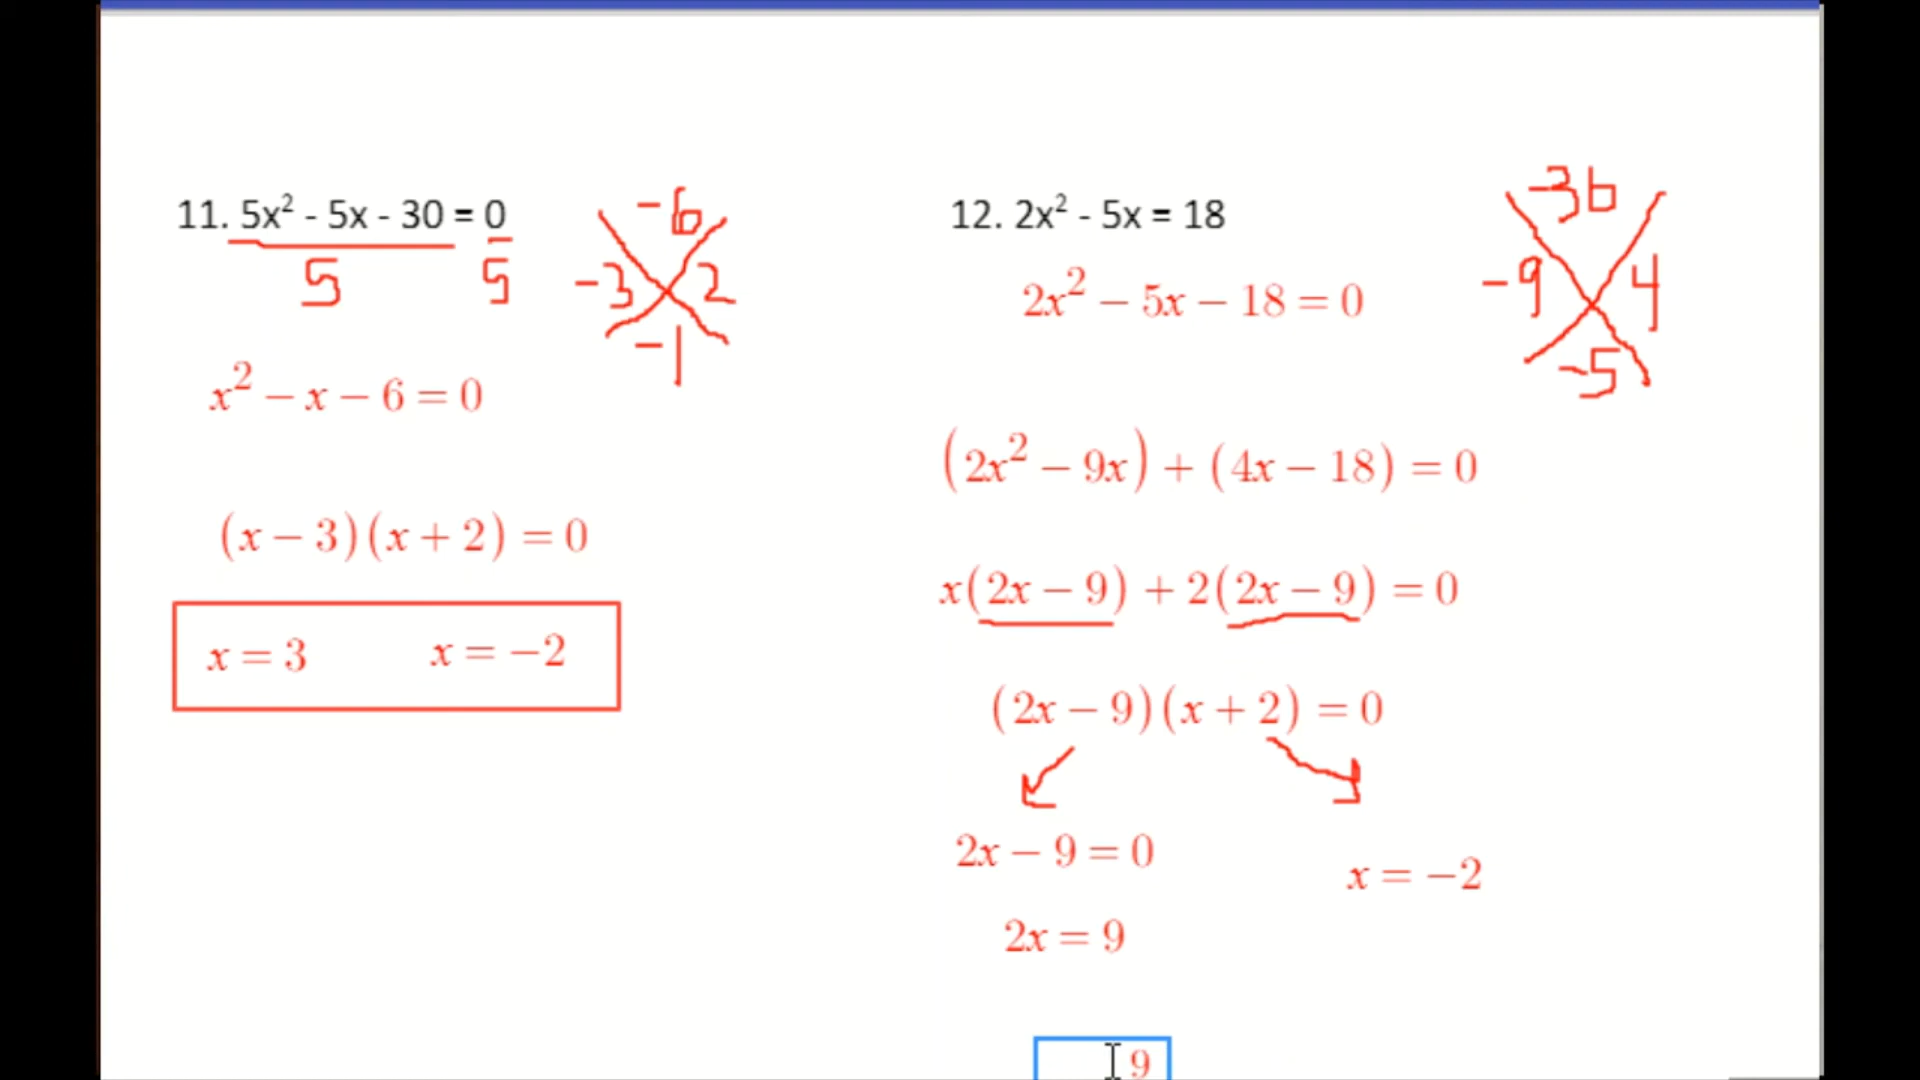 11. 5x² - 5x - 30 = 0
5 5
-6
-3 2
-1
x² − x − 6 = 0
(x − 3)(x + 2) = 0
x = 3 x = −2
12. 2x² - 5x = 18
-36
-9 4
-5
2x² − 5x − 18 = 0
(2x² − 9x) + (4x − 18) = 0
x(2x − 9) + 2(2x − 9) = 0
(2x − 9)(x + 2) = 0
2x − 9 = 0 x = −2
2x = 9
9